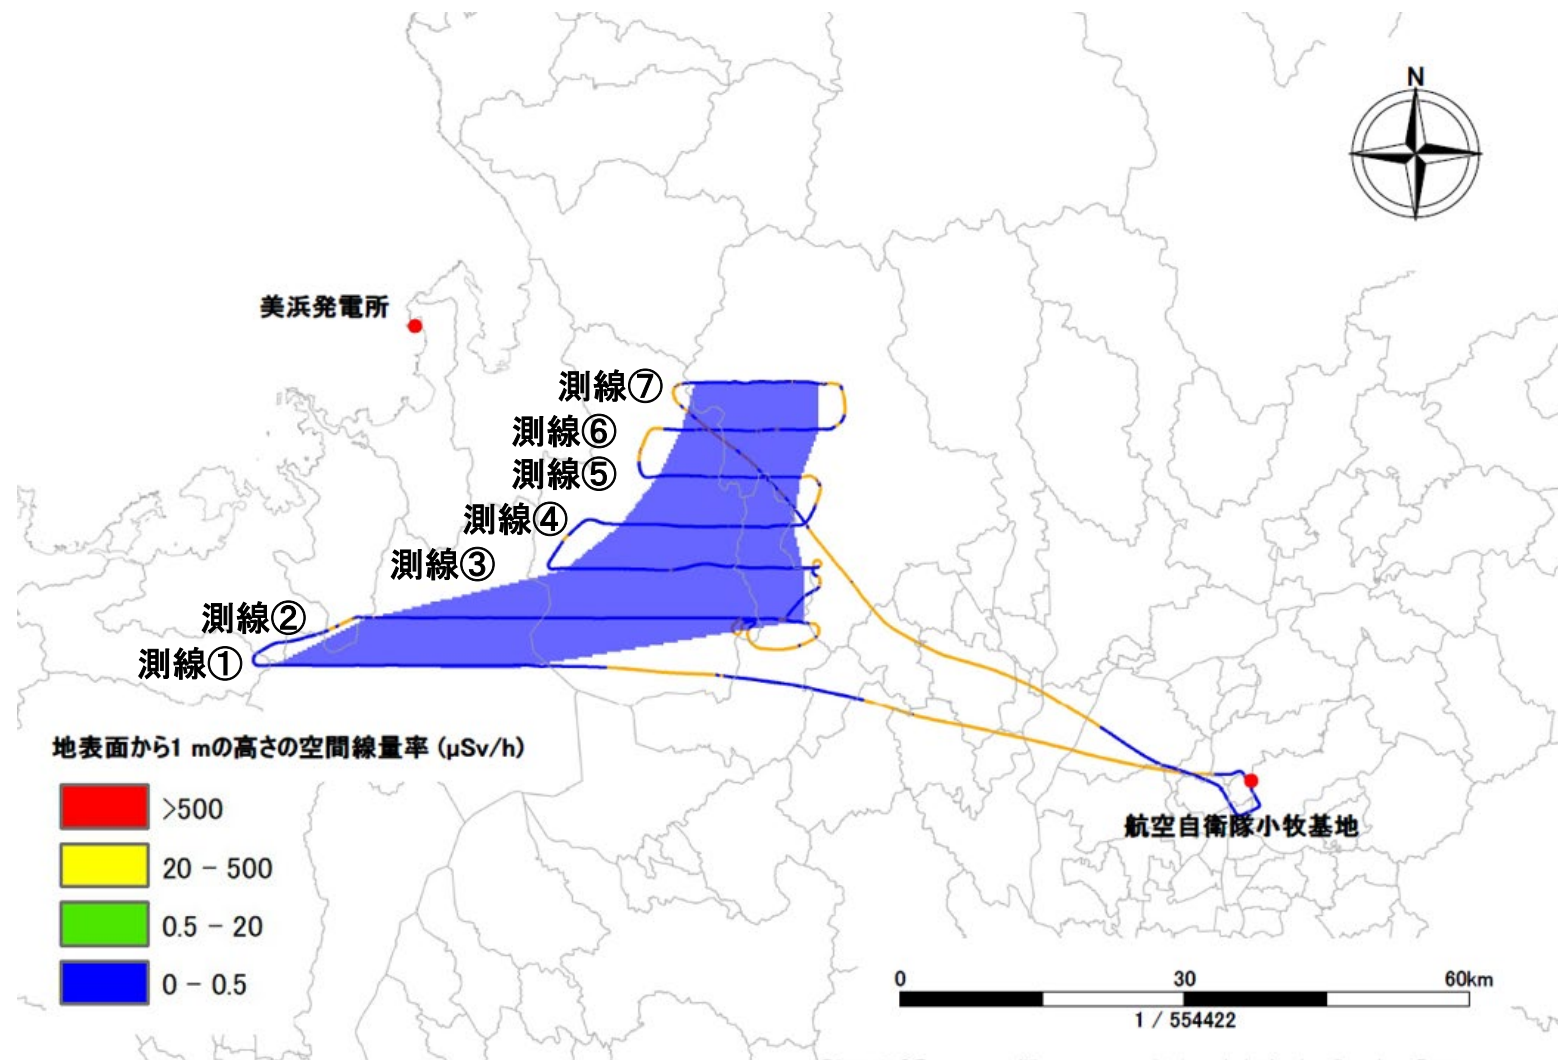 N
美浜発電所
測線⑦
測線⑥
測線⑤
測線④
測線③
測線②
測線①
地表面から1 mの高さの空間線量率 (μSv/h)
>500
20 - 500
0.5 - 20
0 - 0.5
航空自衛隊小牧基地
0 30 60km
1 / 554422